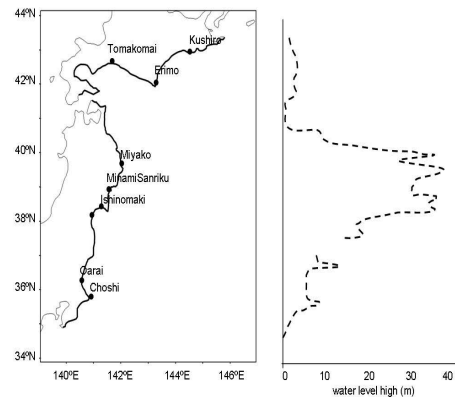 44ºN
42ºN
40ºN
38ºN
36ºN
34ºN
Kushiro
Tomakomai
Erimo
Miyako
MinamiSanriku
Ishinomaki
Oarai
Choshi
140ºE 142ºE 144ºE 146ºE
0 10 20 30 40
water level high (m)